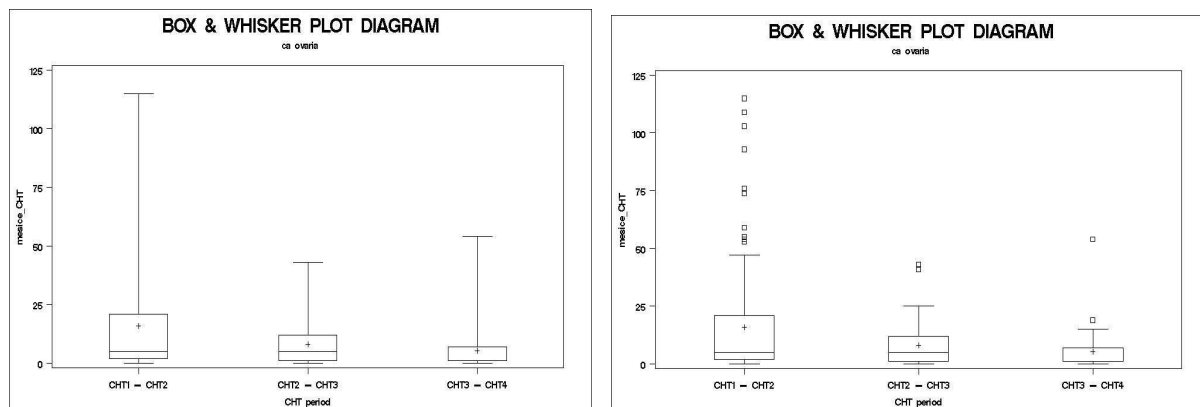 BOX & WHISKER PLOT DIAGRAM
ca ovaria
mesice_CHT
125
100
75
50
25
0
CHT1 – CHT2
CHT2 – CHT3
CHT3 – CHT4
CHT period
BOX & WHISKER PLOT DIAGRAM
ca ovaria
mesice_CHT
125
100
75
50
25
0
CHT1 – CHT2
CHT2 – CHT3
CHT3 – CHT4
CHT period